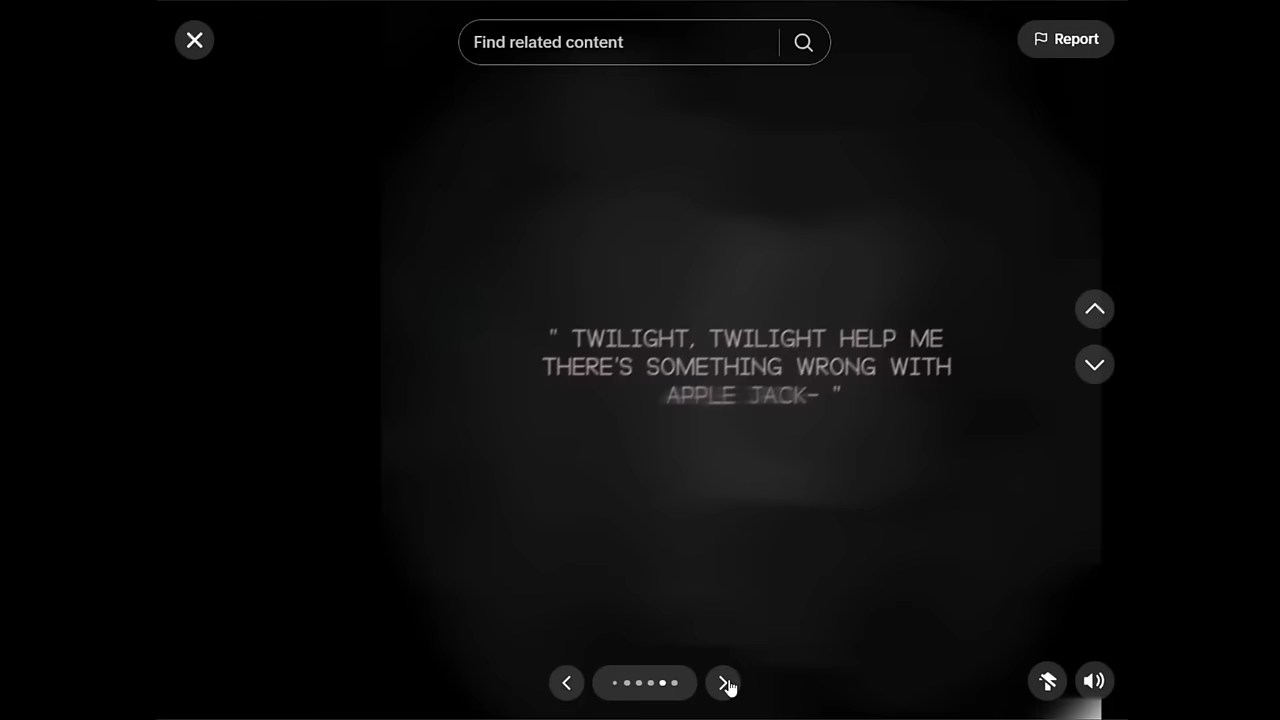 Find related content
Report
" TWILIGHT, TWILIGHT HELP ME
THERE'S SOMETHING WRONG WITH
APPLE JACK- "